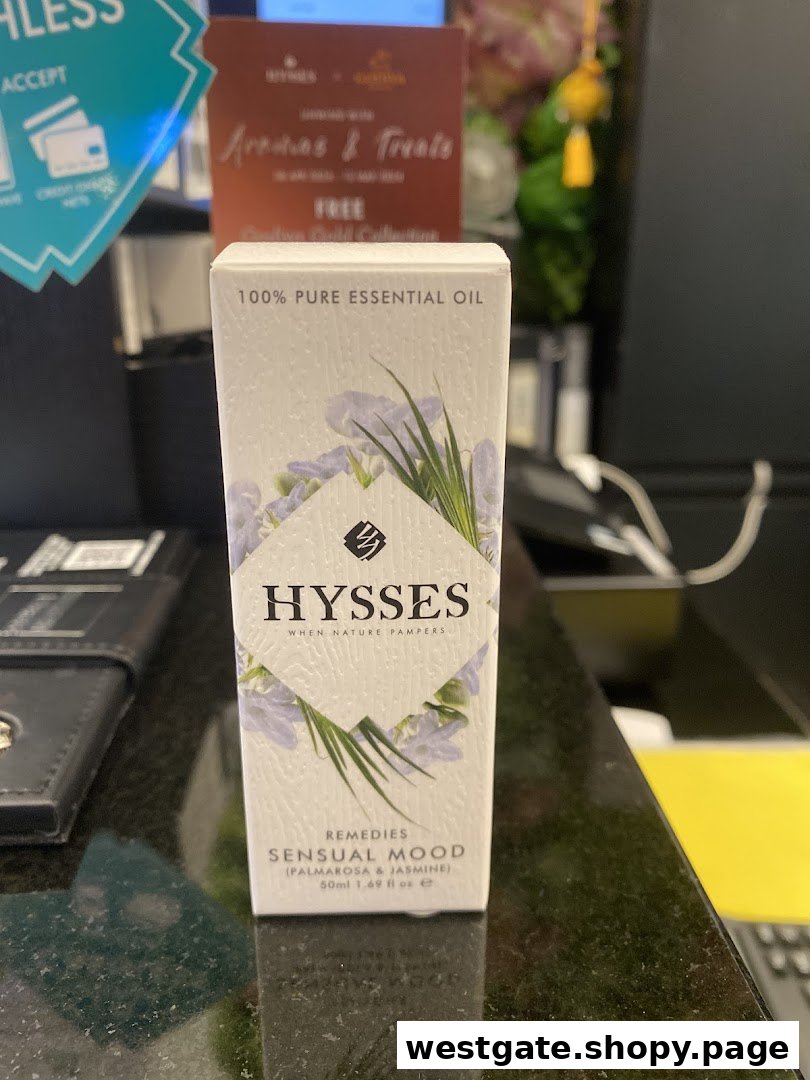 HLESS
ACCEPT
HYSSES
Aromas & Treats
FREE
100% PURE ESSENTIAL OIL
HYSSES
WHEN NATURE PAMPERS
REMEDIES
SENSUAL MOOD
(PALMAROSA & JASMINE)
50ml 1.69 fl oz e
westgate.shopy.page